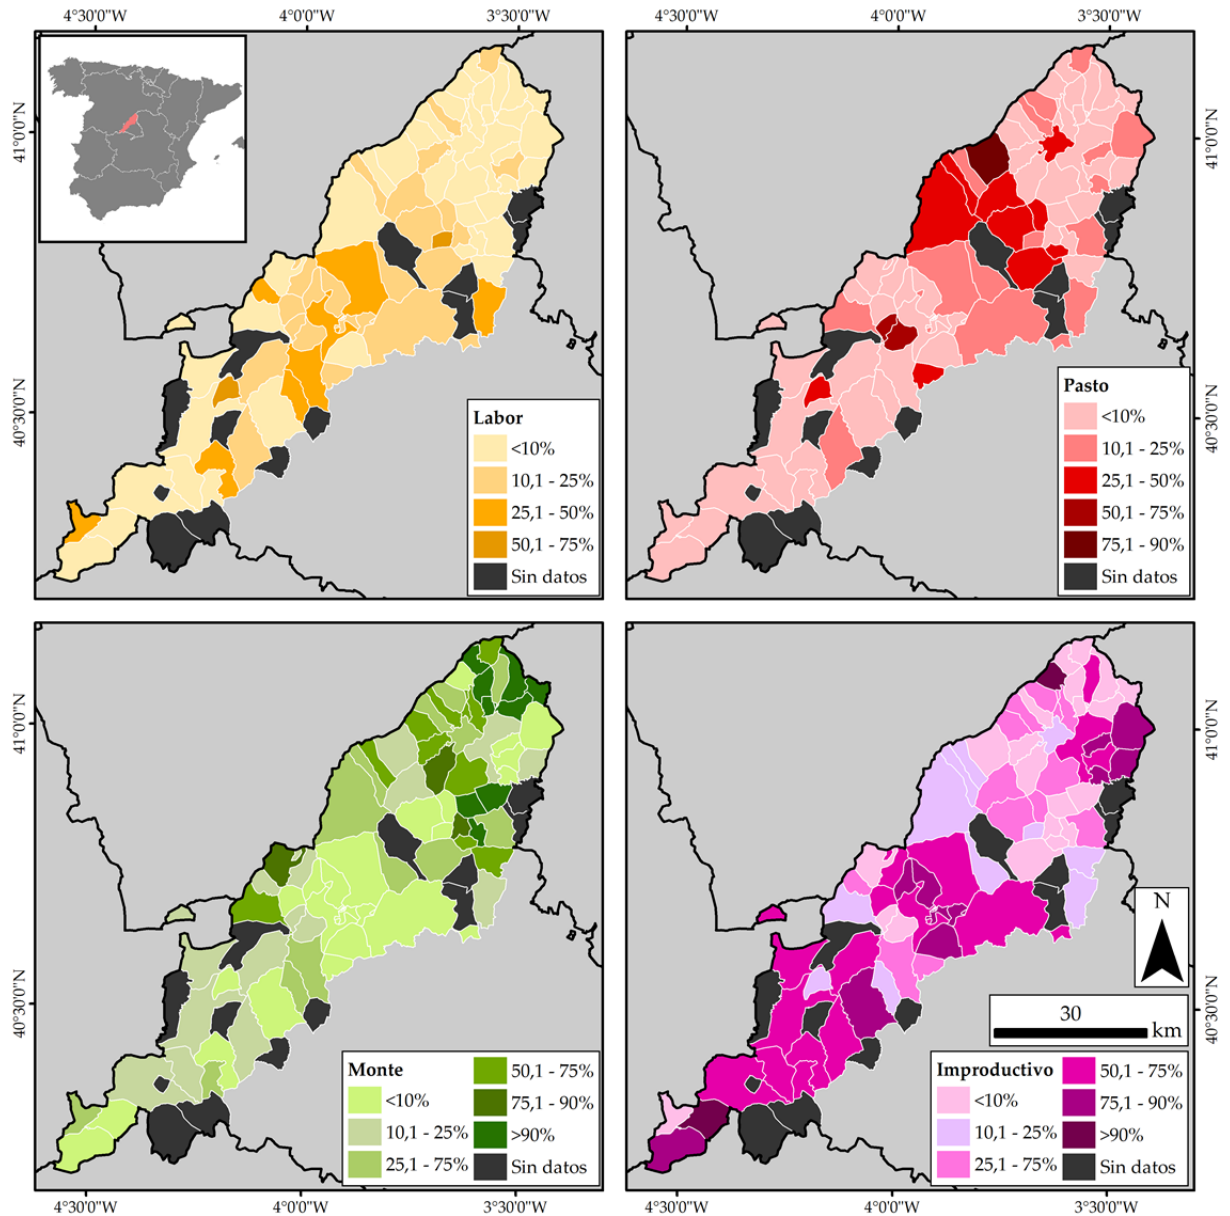 4°30'0"W 4°0'0"W 3°30'0"W 4°0'0"W 3°30'0"W
41°0'0"N
41°0'0"N
40°30'0"N
40°30'0"N
Labor
<10%
10,1 - 25%
25,1 - 50%
50,1 - 75%
Sin datos
Pasto
<10%
10,1 - 25%
25,1 - 50%
50,1 - 75%
75,1 - 90%
Sin datos
41°0'0"N
41°0'0"N
40°30'0"N
40°30'0"N
Monte
<10%
10,1 - 25%
25,1 - 75%
50,1 - 75%
75,1 - 90%
>90%
Sin datos
N
30
km
Improductivo
<10%
10,1 - 25%
25,1 - 75%
50,1 - 75%
75,1 - 90%
>90%
Sin datos
4°30'0"W 4°0'0"W 3°30'0"W 4°30'0"W 4°0'0"W 3°30'0"W